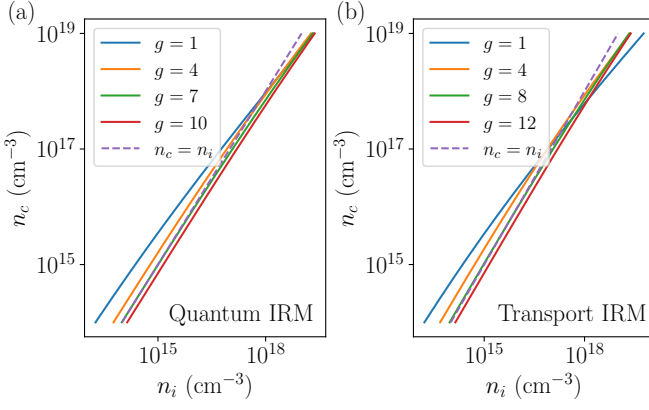 (a)
10^19
10^17
10^15
n_c (cm^−3)
g = 1
g = 4
g = 7
g = 10
n_c = n_i
Quantum IRM
10^15
10^18
n_i (cm^−3)
(b)
10^19
10^17
10^15
n_c (cm^−3)
g = 1
g = 4
g = 8
g = 12
n_c = n_i
Transport IRM
10^15
10^18
n_i (cm^−3)